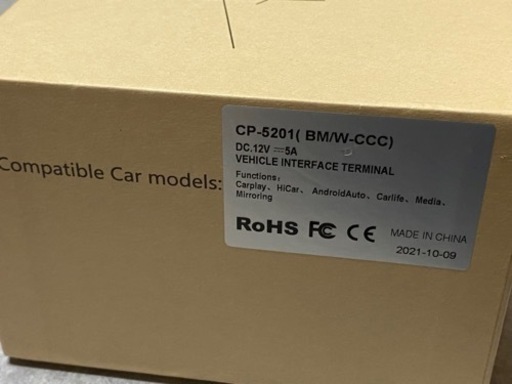 Compatible Car models:
CP-5201( BM/W-CCC)
DC.12V ⎓5A
VEHICLE INTERFACE TERMINAL
Functions:
Carplay、HiCar、AndroidAuto、Carlife、Media、
Mirroring
RoHS FC CE MADE IN CHINA
2021-10-09